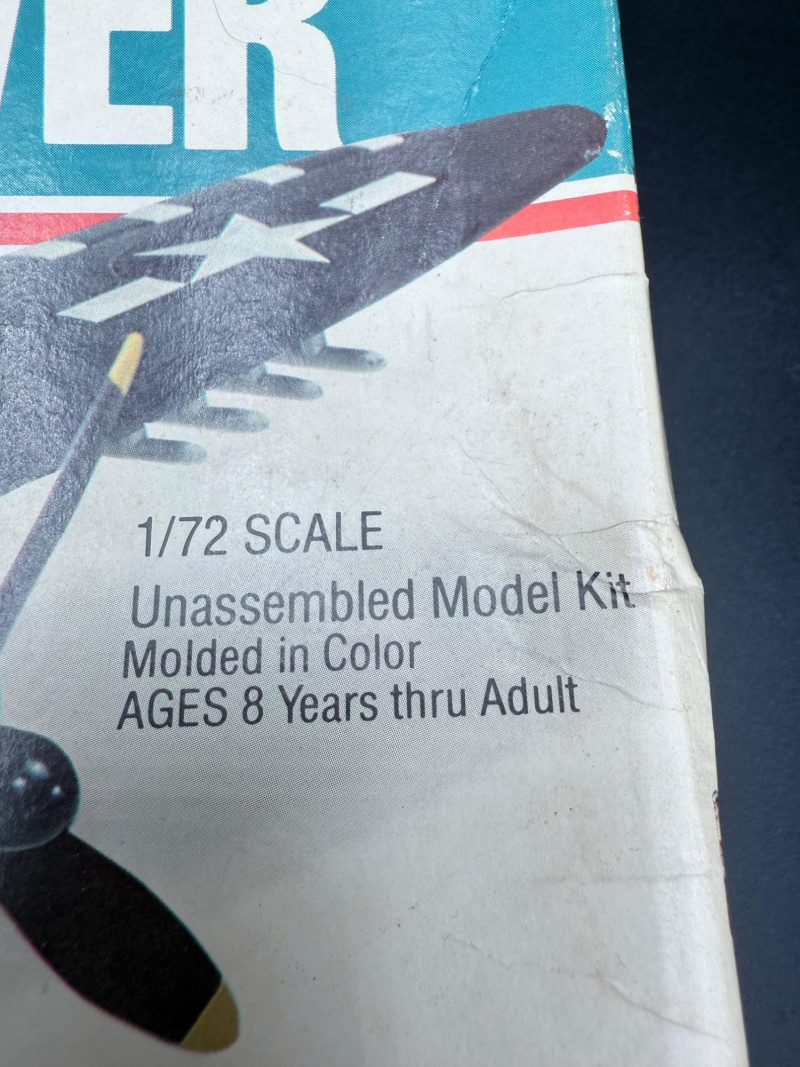 VER
1/72 SCALE
Unassembled Model Kit
Molded in Color
AGES 8 Years thru Adult